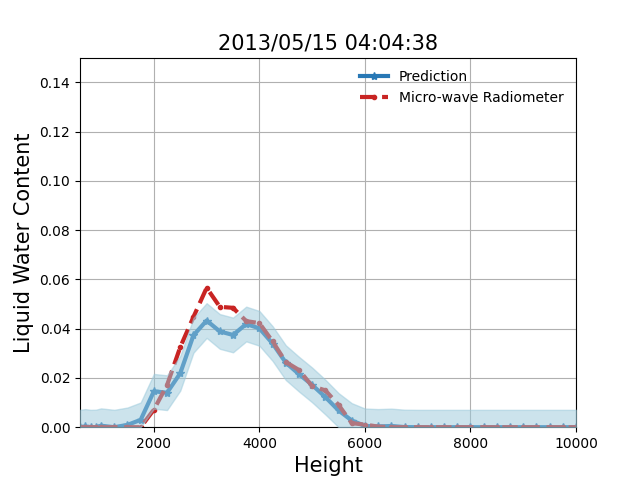 2013/05/15 04:04:38
Prediction
Micro-wave Radiometer
Liquid Water Content
0.14
0.12
0.10
0.08
0.06
0.04
0.02
0.00
2000 4000 6000 8000 10000
Height